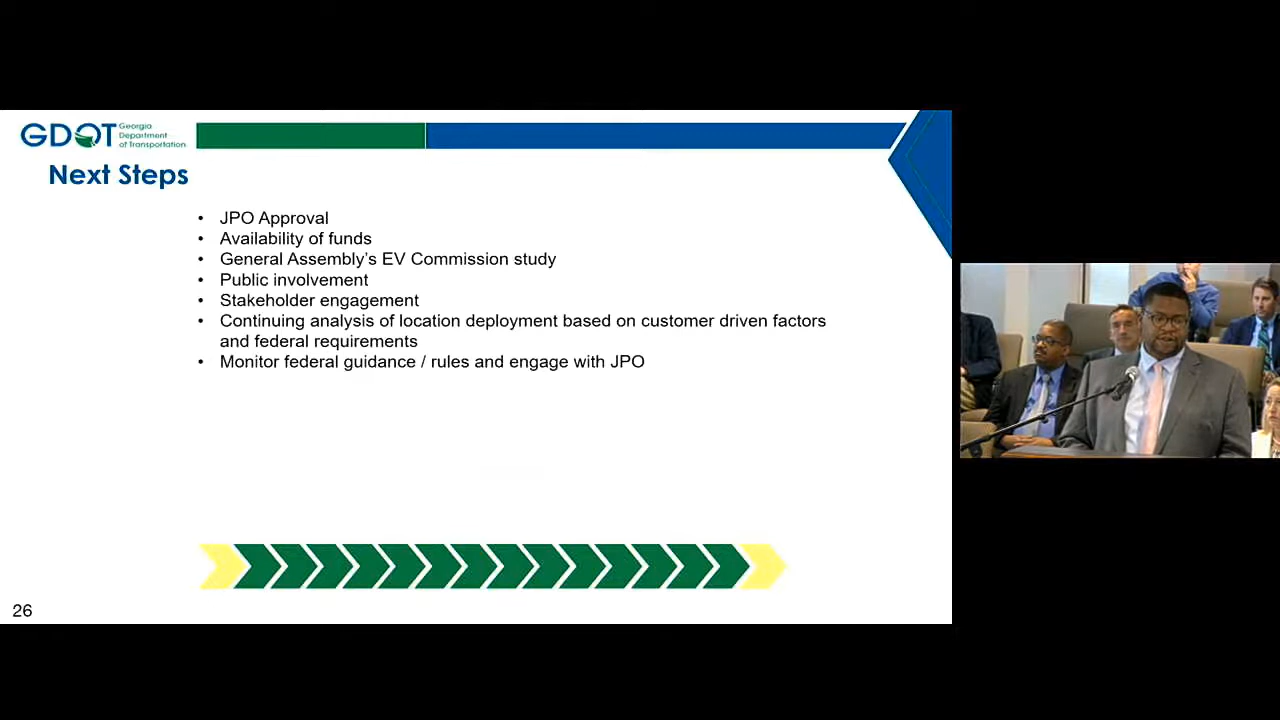 GDOT Georgia
Department
of Transportation
Next Steps
• JPO Approval
• Availability of funds
• General Assembly's EV Commission study
• Public involvement
• Stakeholder engagement
• Continuing analysis of location deployment based on customer driven factors
and federal requirements
• Monitor federal guidance / rules and engage with JPO
26